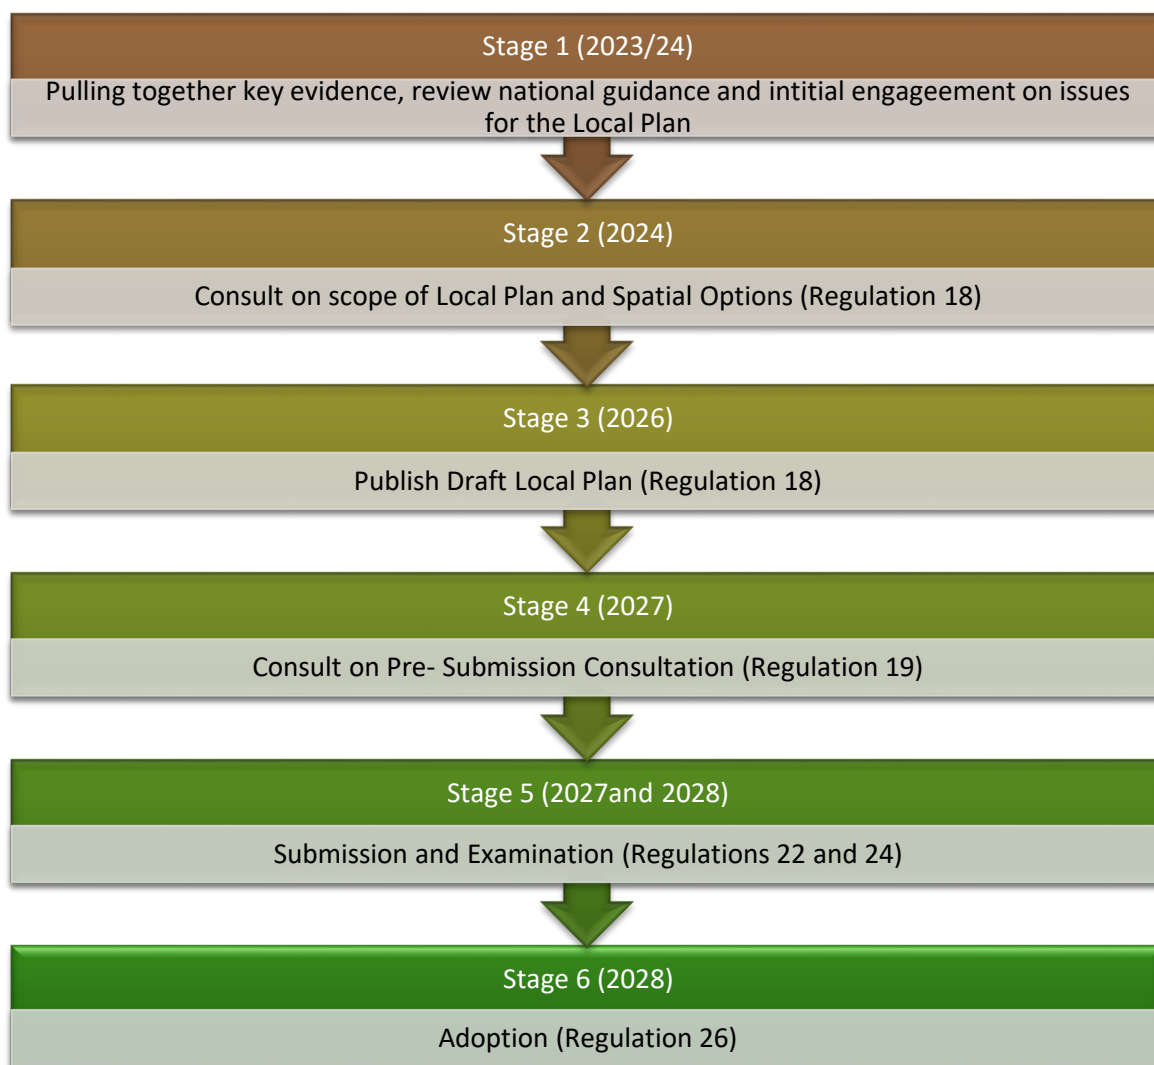 Stage 1 (2023/24)
Pulling together key evidence, review national guidance and intitial engageement on issues
for the Local Plan
Stage 2 (2024)
Consult on scope of Local Plan and Spatial Options (Regulation 18)
Stage 3 (2026)
Publish Draft Local Plan (Regulation 18)
Stage 4 (2027)
Consult on Pre- Submission Consultation (Regulation 19)
Stage 5 (2027and 2028)
Submission and Examination (Regulations 22 and 24)
Stage 6 (2028)
Adoption (Regulation 26)